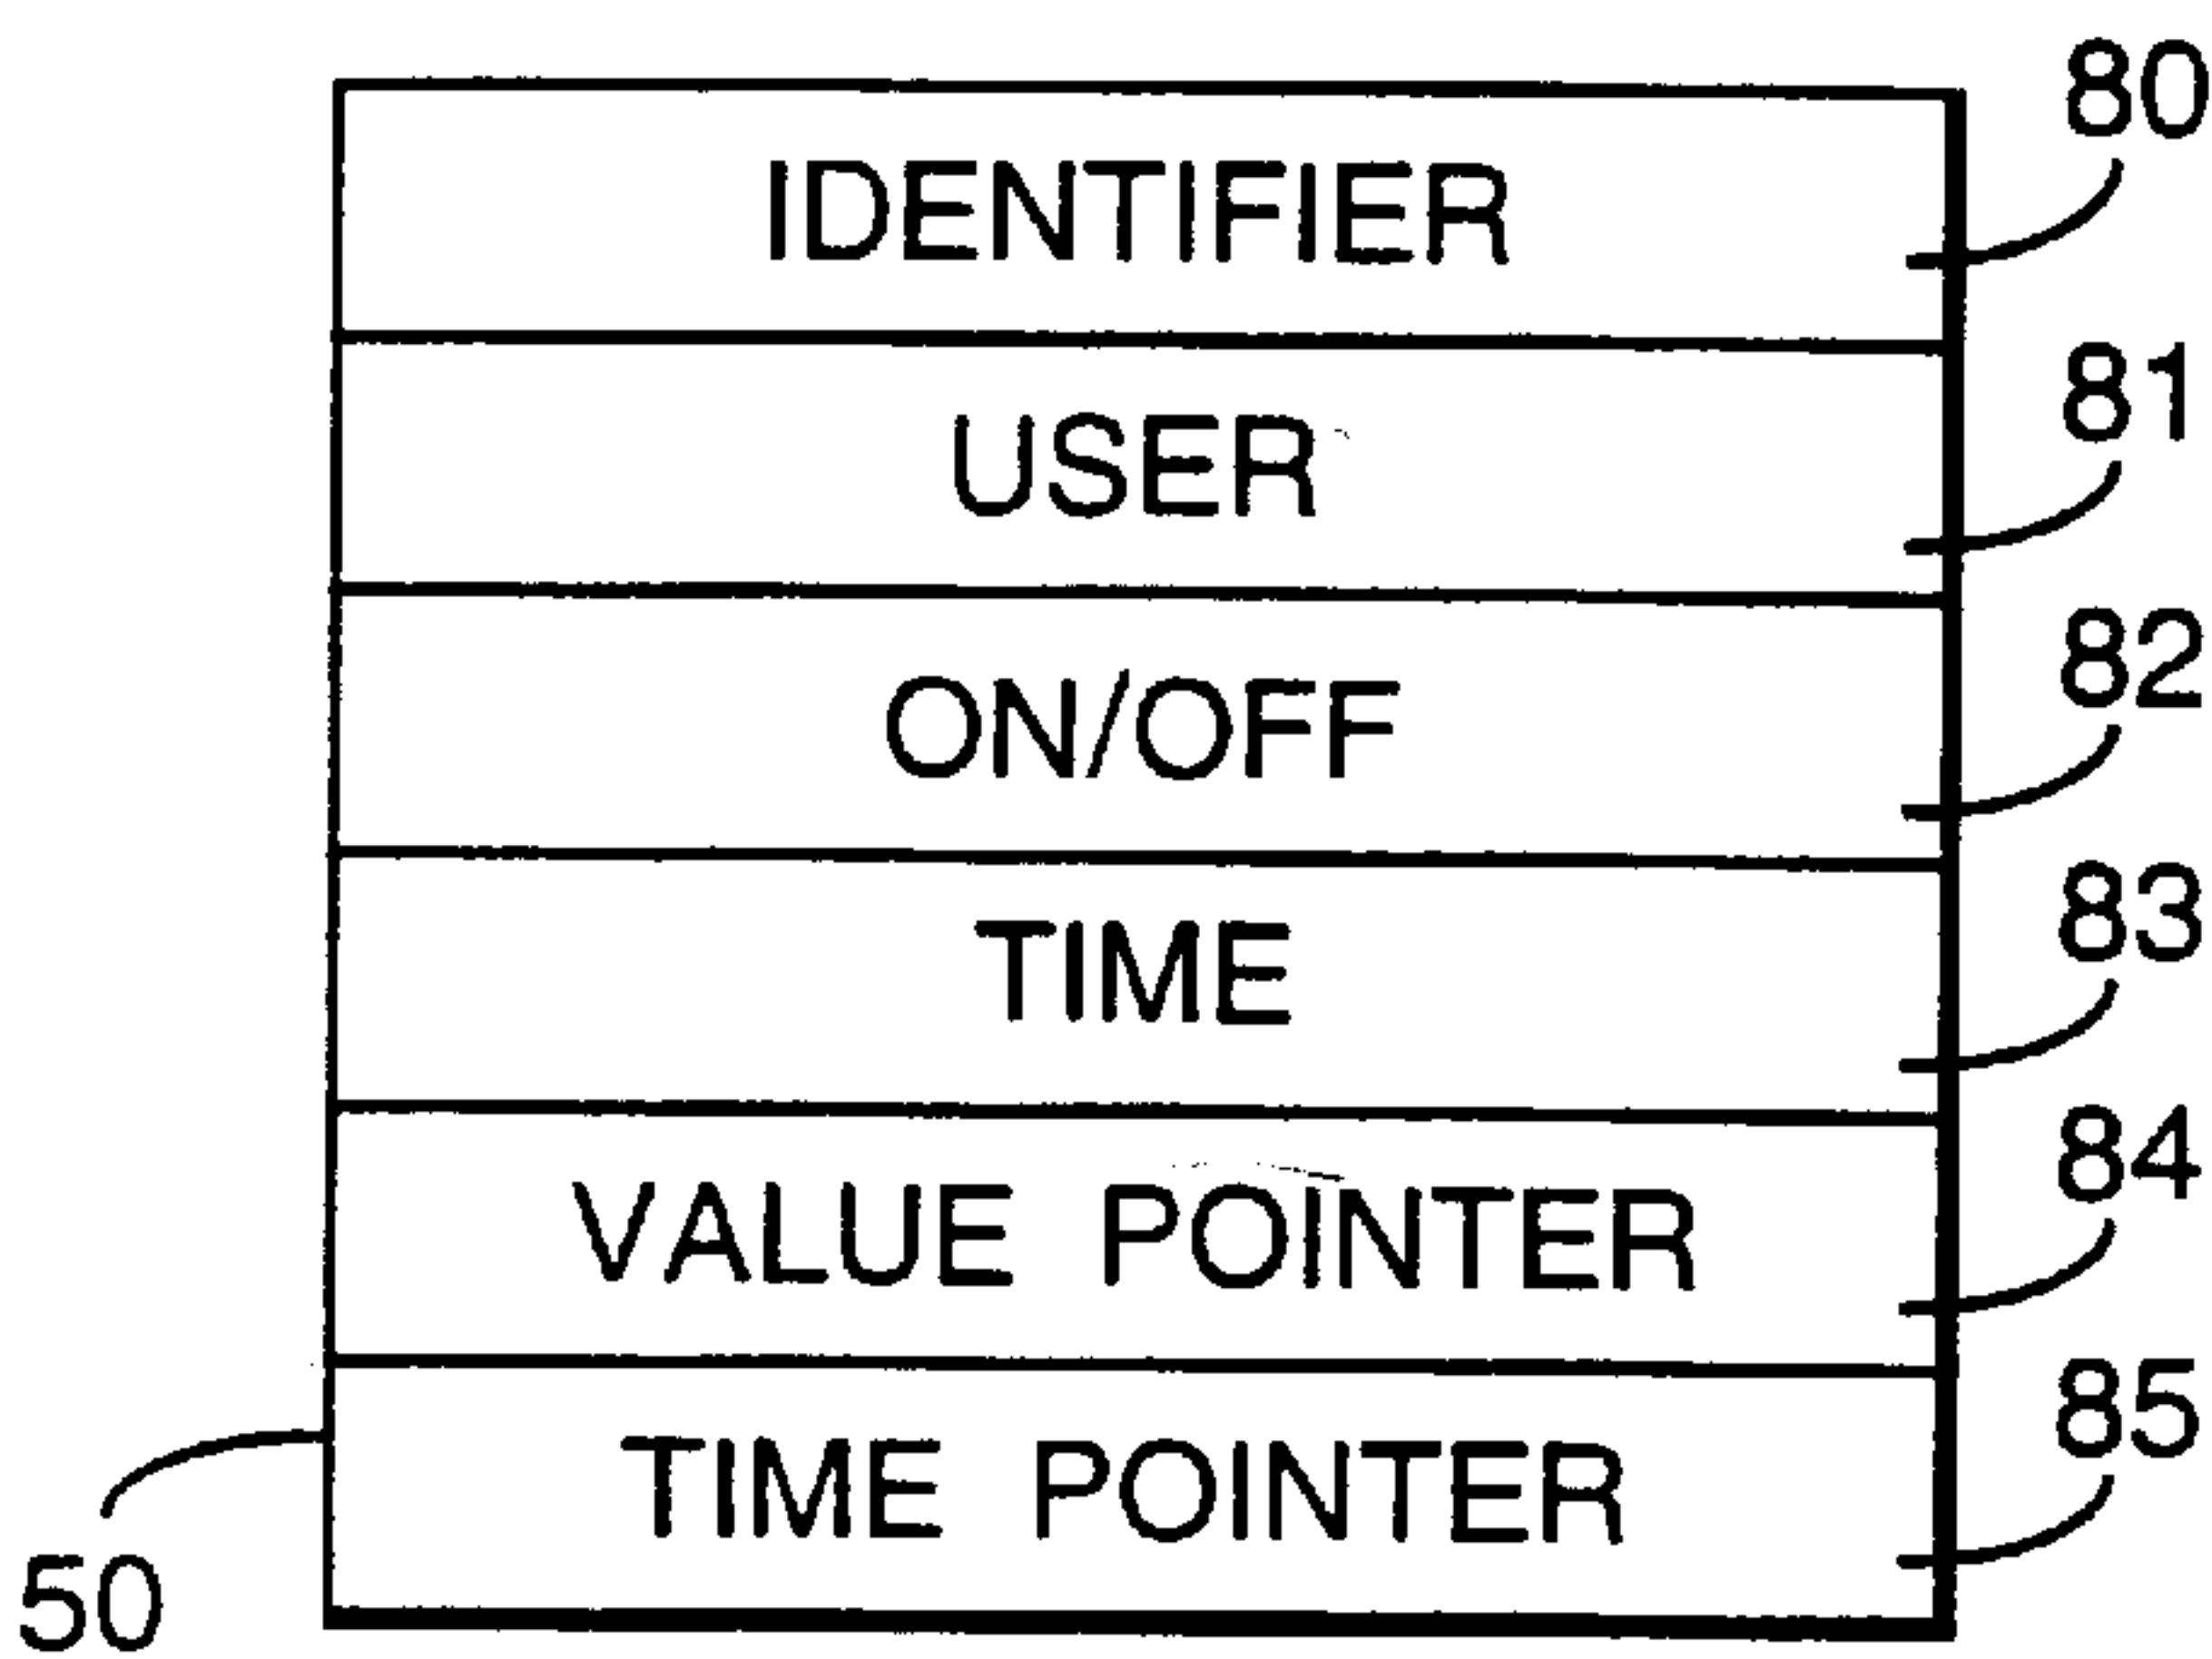 80
IDENTIFIER
81
USER
82
ON/OFF
83
TIME
84
VALUE POINTER
85
TIME POINTER
50